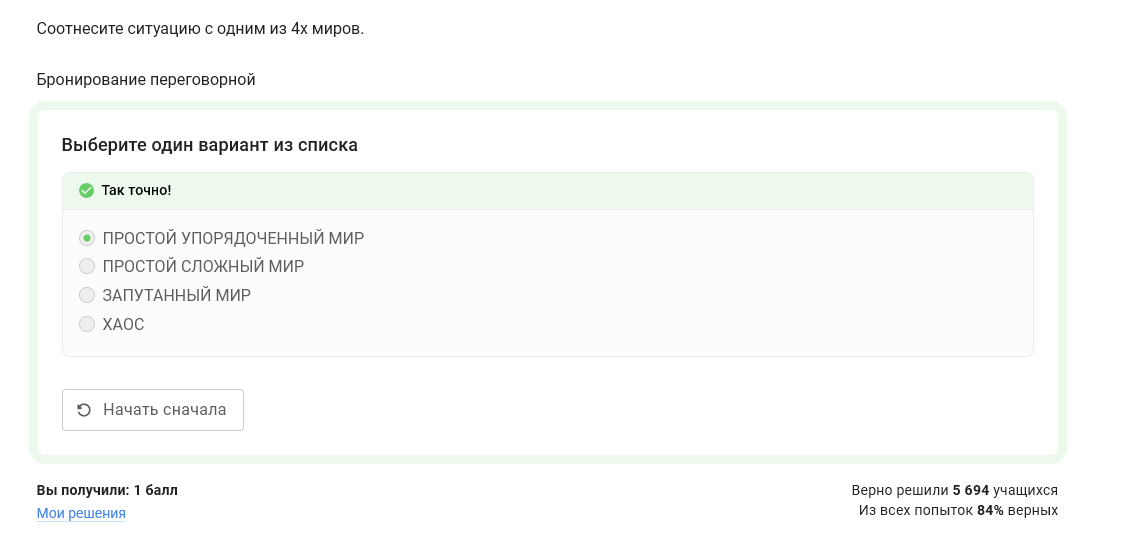 Соотнесите ситуацию с одним из 4х миров.
Бронирование переговорной
Выберите один вариант из списка
Так точно!
ПРОСТОЙ УПОРЯДОЧЕННЫЙ МИР
ПРОСТОЙ СЛОЖНЫЙ МИР
ЗАПУТАННЫЙ МИР
ХАОС
Начать сначала
Вы получили: 1 балл
Мои решения
Верно решили 5 694 учащихся
Из всех попыток 84% верных